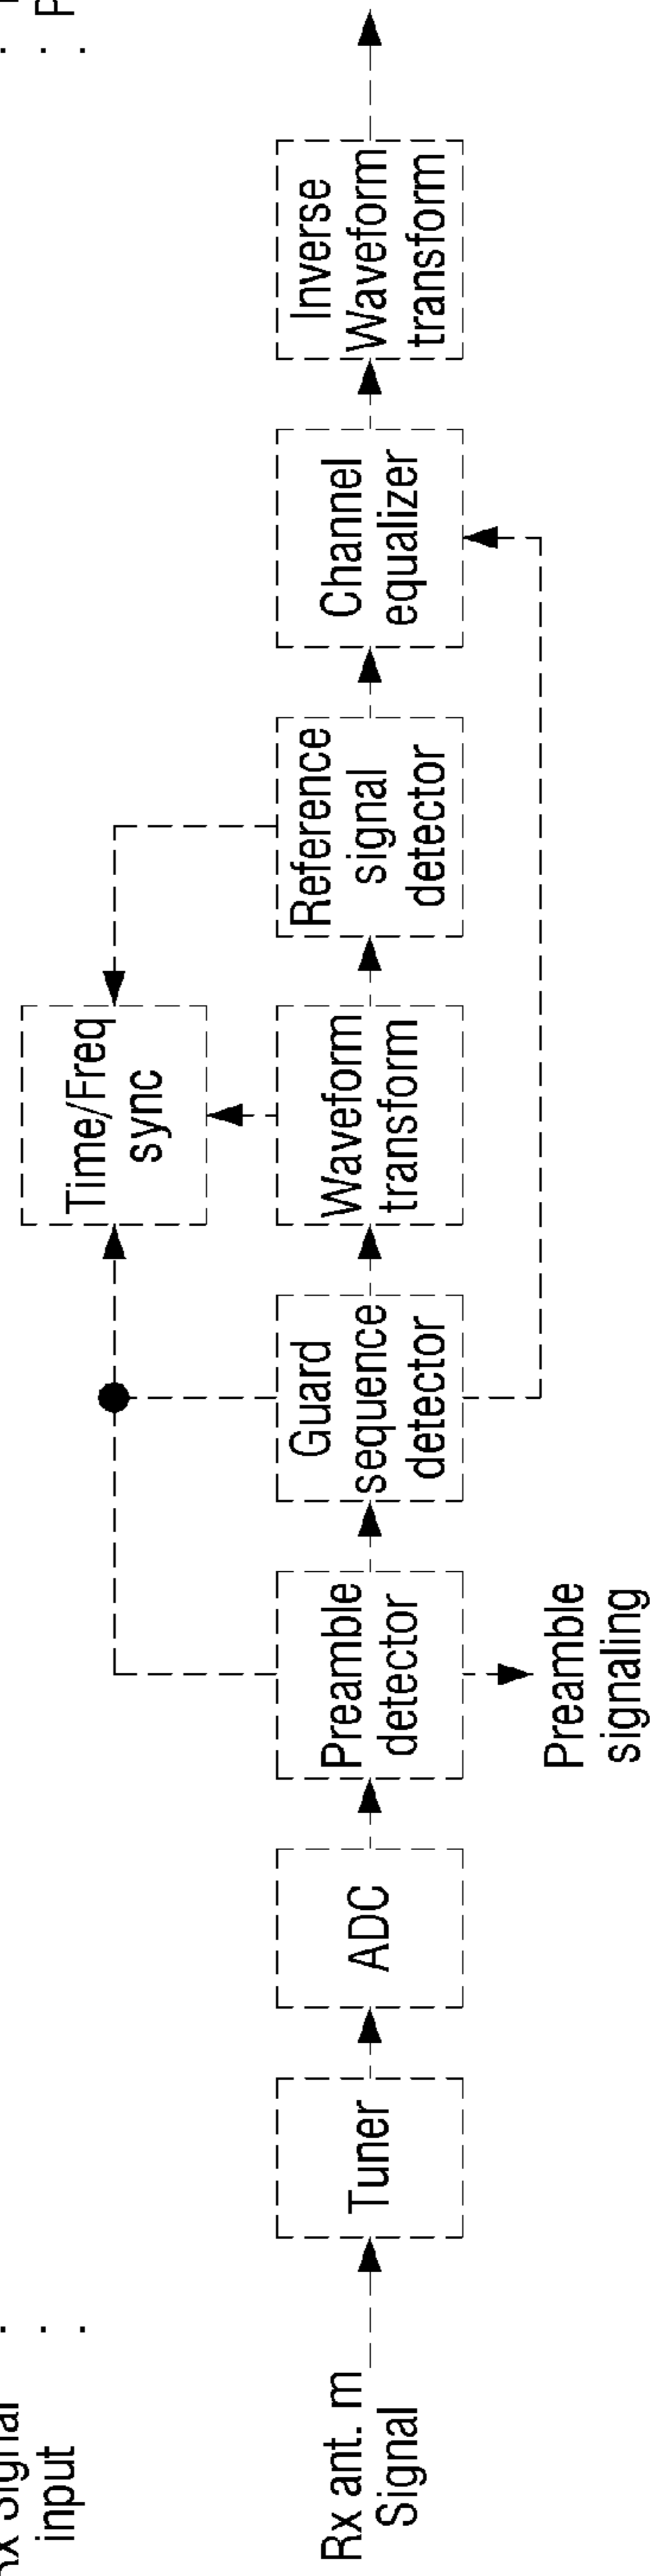 input
Rx ant. m
Signal
Tuner
ADC
Preamble
detector
Preamble
signaling
Guard
sequence
detector
Waveform
transform
Time/Freq
sync
Reference
signal
detector
Channel
equalizer
Inverse
Waveform
transform